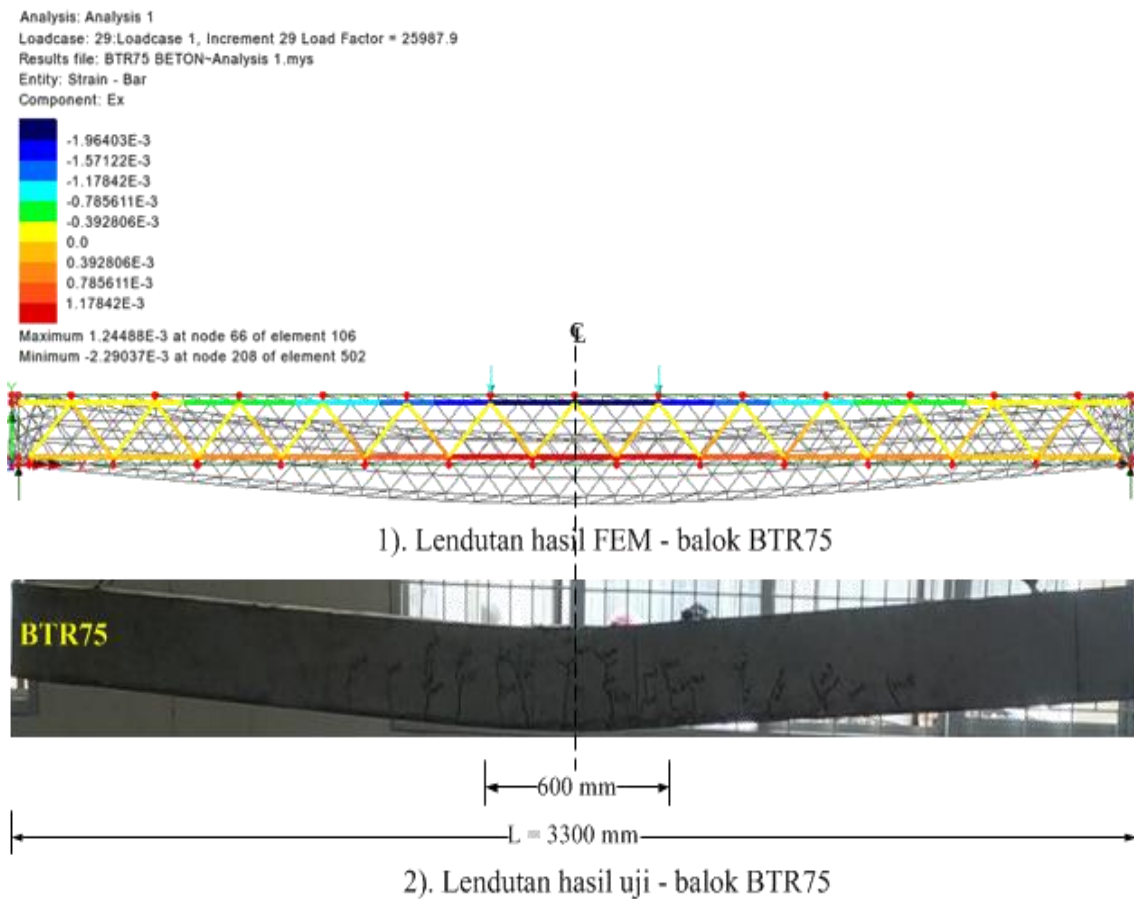 Analysis: Analysis 1
Loadcase: 29:Loadcase 1, Increment 29 Load Factor = 25987.9
Results file: BTR75 BETON~Analysis 1.mys
Entity: Strain - Bar
Component: Ex
-1.96403E-3
-1.57122E-3
-1.17842E-3
-0.785611E-3
-0.392806E-3
0.0
0.392806E-3
0.785611E-3
1.17842E-3
Maximum 1.24488E-3 at node 66 of element 106
Minimum -2.29037E-3 at node 208 of element 502
℄
Y
X
1). Lendutan hasil FEM - balok BTR75
BTR75
600 mm
L = 3300 mm
2). Lendutan hasil uji - balok BTR75